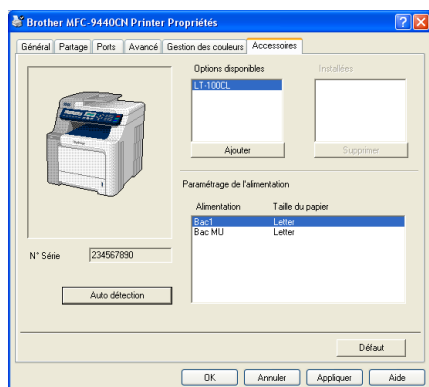 Brother MFC-9440CN Printer Propriétés
Général Partage Ports Avancé Gestion des couleurs Accessoires
Options disponibles Installées
LT-100CL
Ajouter Supprimer
Paramétrage de l'alimentation
Alimentation Taille du papier
Bac1 Letter
Bac MU Letter
N° Série 234567890
Auto détection
Défaut
OK Annuler Appliquer Aide